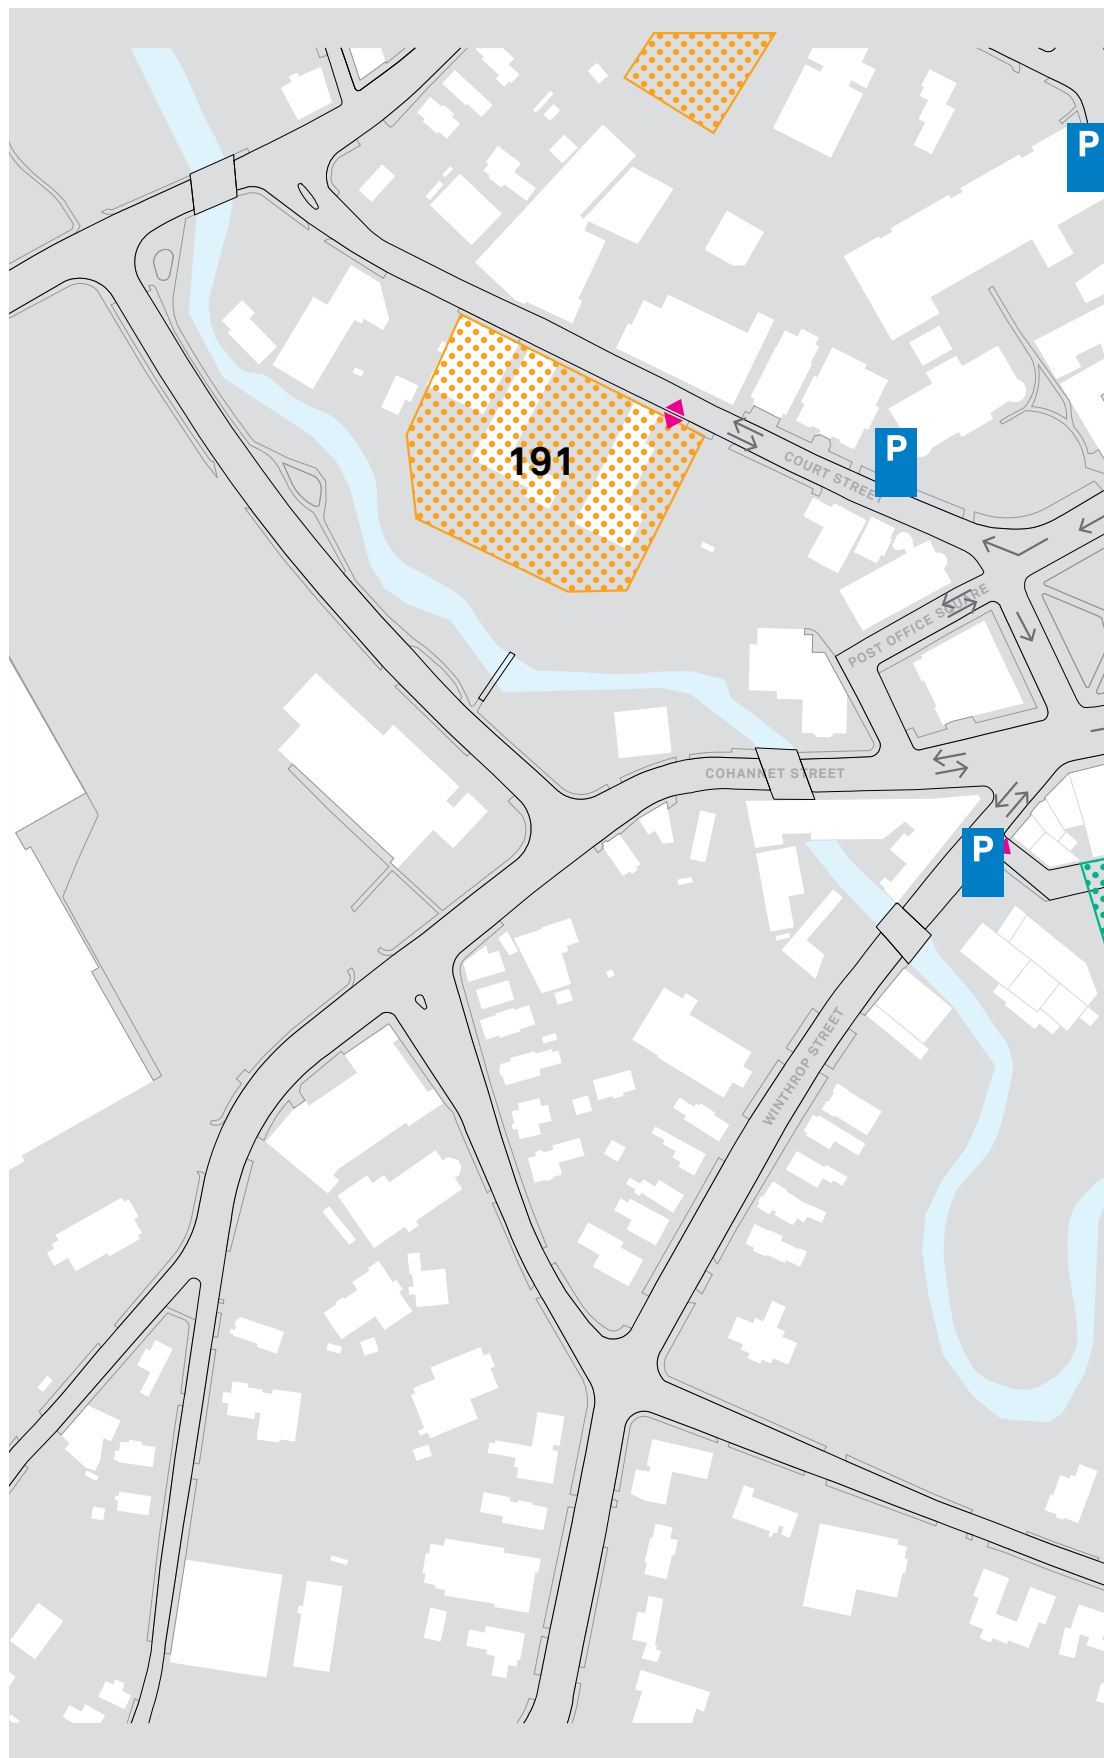 P
191
COURT STREET
P
POST OFFICE SQUARE
COHANNET STREET
P
WINTHROP STREET